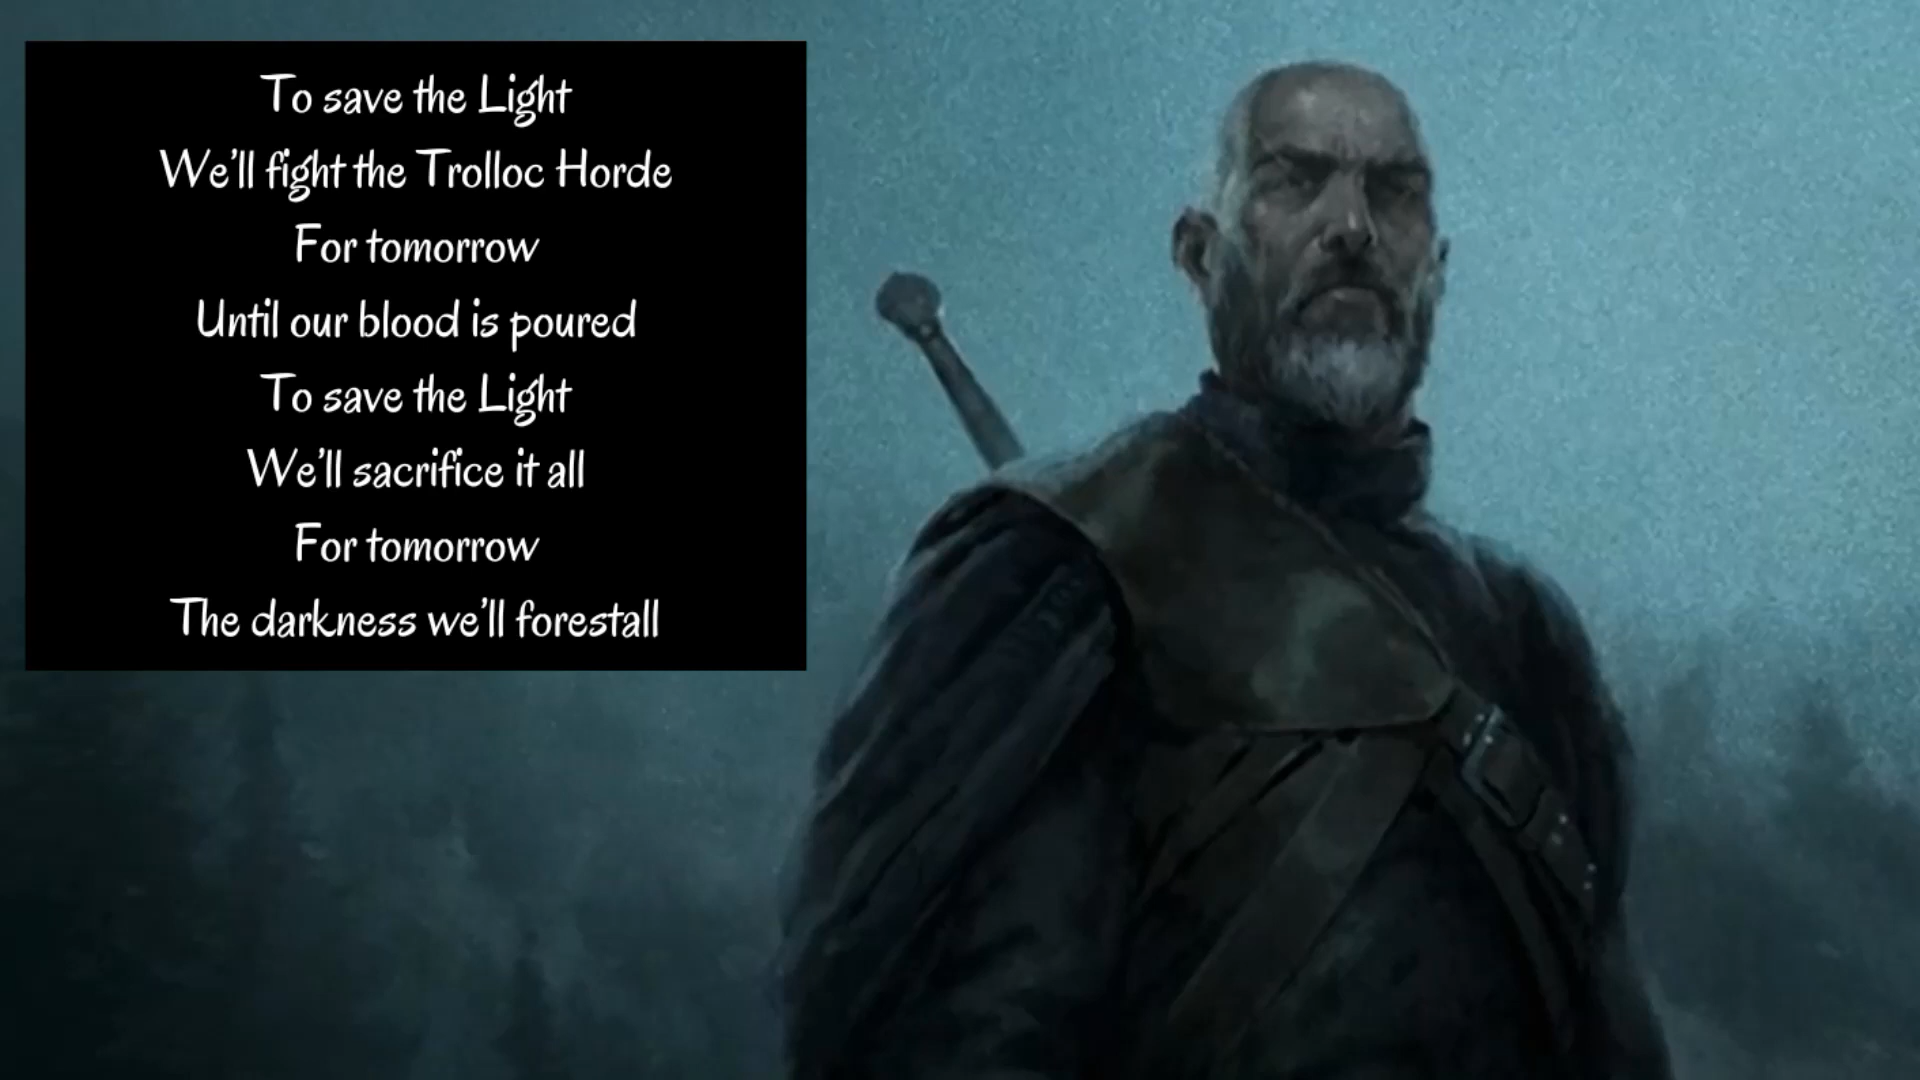 To save the Light
We'll fight the Trolloc Horde
For tomorrow
Until our blood is poured
To save the Light
We'll sacrifice it all
For tomorrow
The darkness we'll forestall